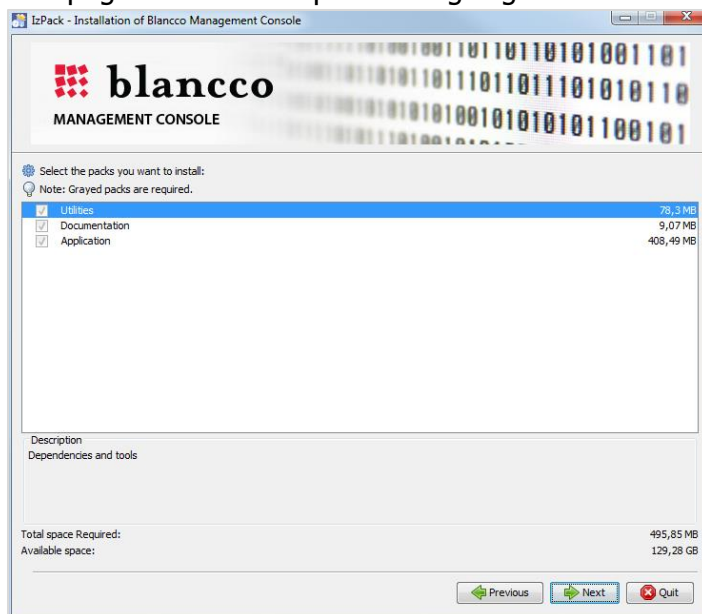 IzPack - Installation of Blancco Management Console
blancco
MANAGEMENT CONSOLE
Select the packs you want to install:
Note: Grayed packs are required.
Utilities 78,3 MB
Documentation 9,07 MB
Application 408,49 MB
Description
Dependencies and tools
Total space Required: 495,85 MB
Available space: 129,28 GB
Previous Next Quit